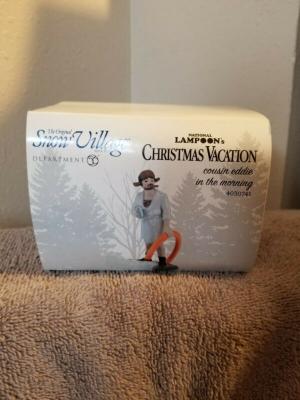 The Original
Snow Village
DEPARTMENT 56
NATIONAL
LAMPOON's
CHRISTMAS VACATION
cousin eddie
in the morning
4030741